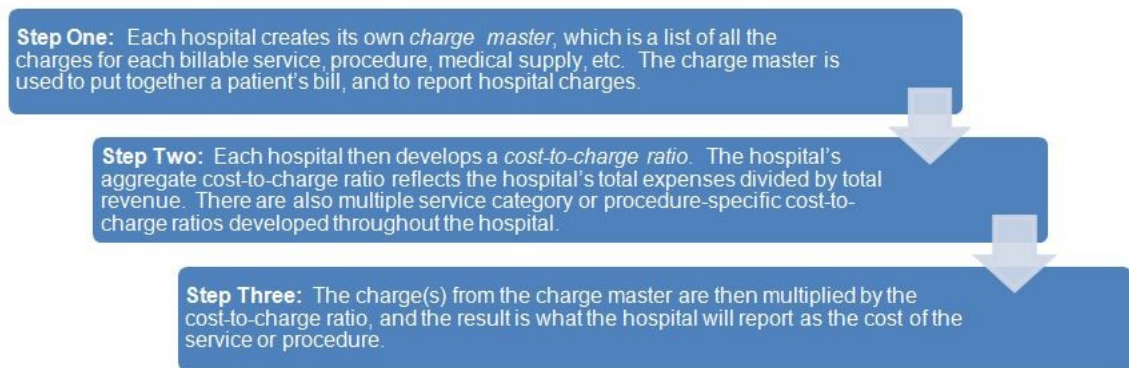 Step One: Each hospital creates its own charge master, which is a list of all the
charges for each billable service, procedure, medical supply, etc. The charge master is
used to put together a patient's bill, and to report hospital charges.
Step Two: Each hospital then develops a cost-to-charge ratio. The hospital's
aggregate cost-to-charge ratio reflects the hospital's total expenses divided by total
revenue. There are also multiple service category or procedure-specific cost-to-
charge ratios developed throughout the hospital.
Step Three: The charge(s) from the charge master are then multiplied by the
cost-to-charge ratio, and the result is what the hospital will report as the cost of the
service or procedure.